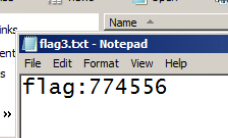 Name
flag3.txt - Notepad
File Edit Format View Help
flag:774556